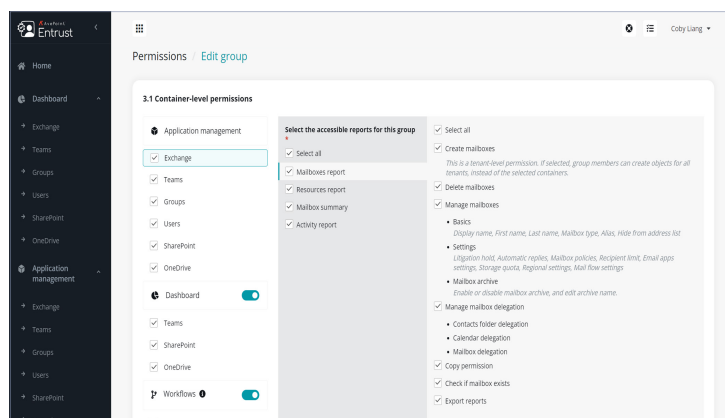 AvePoint
Entrust
Coby Liang
Home
Dashboard
Exchange
Teams
Groups
Users
SharePoint
OneDrive
Application
management
Exchange
Teams
Groups
Users
SharePoint
Permissions / Edit group
3.1 Container-level permissions
Application management
Exchange
Teams
Groups
Users
SharePoint
OneDrive
Dashboard
Teams
SharePoint
OneDrive
Workflows
Select the accessible reports for this group
*
Select all
Mailboxes report
Resources report
Mailbox summary
Activity report
Select all
Create mailboxes
This is a tenant-level permission. If selected, group members can create objects for all
tenants, instead of the selected containers.
Delete mailboxes
Manage mailboxes
• Basics
Display name, First name, Last name, Mailbox type, Alias, Hide from address list
• Settings
Litigation hold, Automatic replies, Mailbox policies, Recipient limit, Email apps
settings, Storage quota, Regional settings, Mail flow settings
• Mailbox archive
Enable or disable mailbox archive, and edit archive name.
Manage mailbox delegation
• Contacts folder delegation
• Calendar delegation
• Mailbox delegation
Copy permission
Check if mailbox exists
Export reports